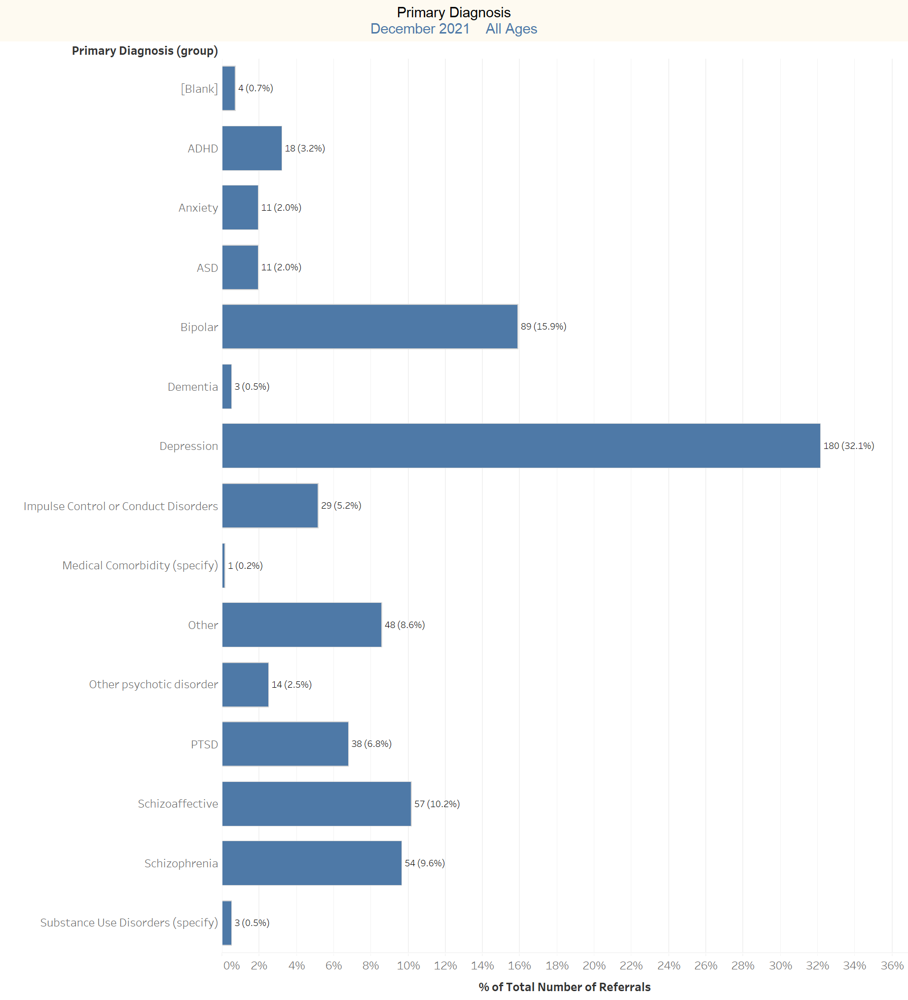 Primary Diagnosis
December 2021 All Ages
Primary Diagnosis (group)
[Blank] 4 (0.7%)
ADHD 18 (3.2%)
Anxiety 11 (2.0%)
ASD 11 (2.0%)
Bipolar 89 (15.9%)
Dementia 3 (0.5%)
Depression 180 (32.1%)
Impulse Control or Conduct Disorders 29 (5.2%)
Medical Comorbidity (specify) 1 (0.2%)
Other 48 (8.6%)
Other psychotic disorder 14 (2.5%)
PTSD 38 (6.8%)
Schizoaffective 57 (10.2%)
Schizophrenia 54 (9.6%)
Substance Use Disorders (specify) 3 (0.5%)
0% 2% 4% 6% 8% 10% 12% 14% 16% 18% 20% 22% 24% 26% 28% 30% 32% 34% 36%
% of Total Number of Referrals